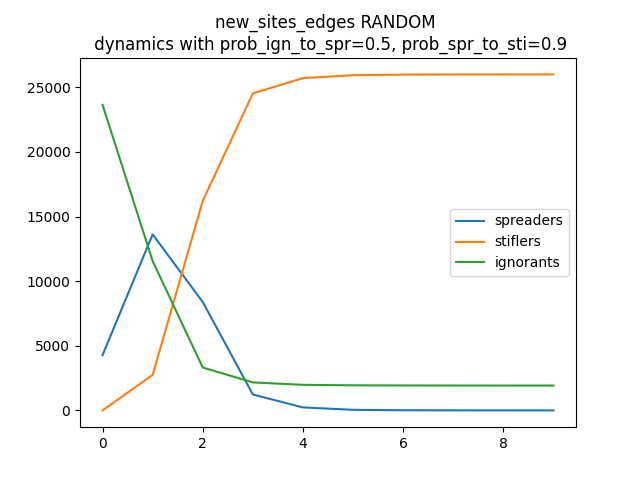 new_sites_edges RANDOM
dynamics with prob_ign_to_spr=0.5, prob_spr_to_sti=0.9
25000
20000
15000
10000
5000
0
spreaders
stiflers
ignorants
0 2 4 6 8